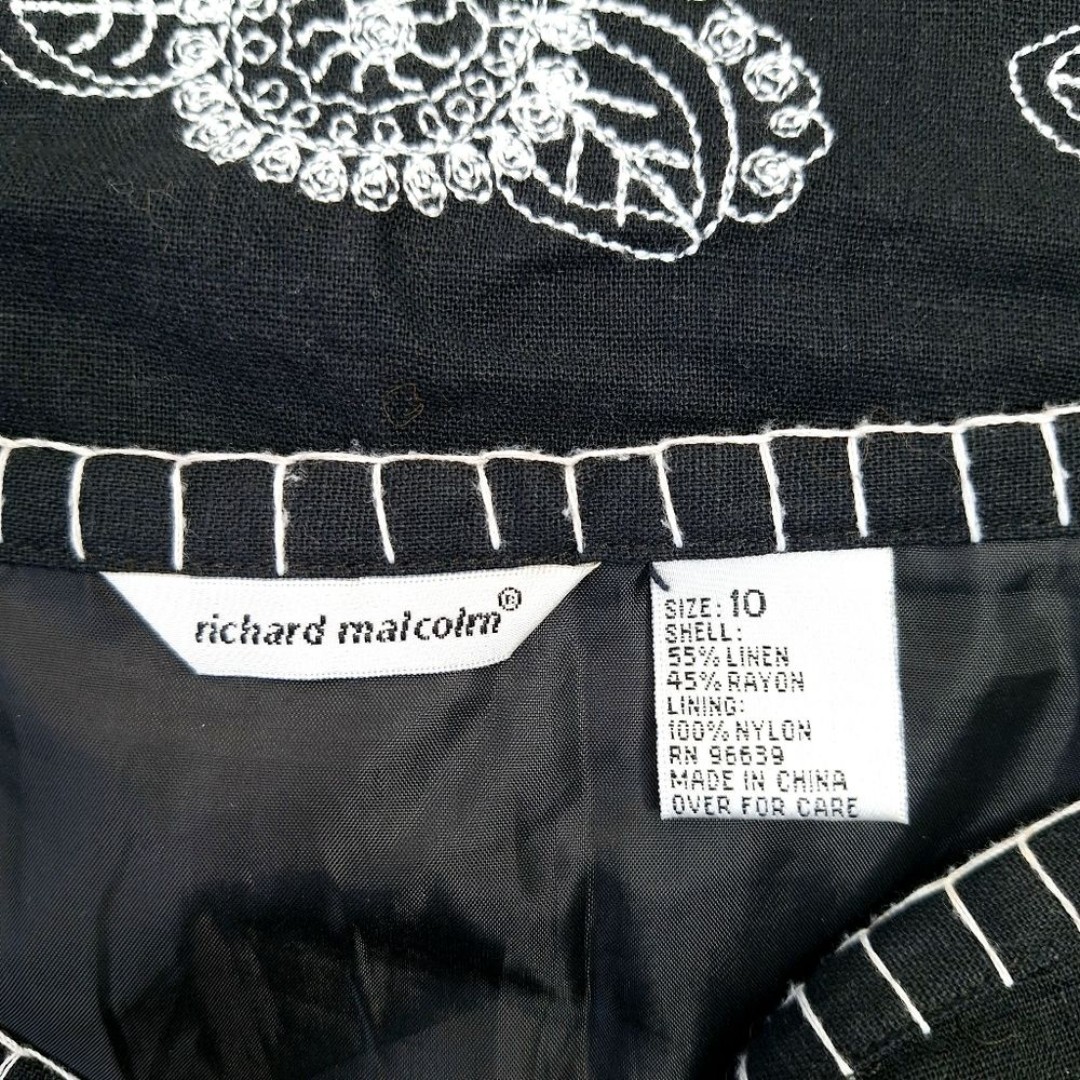 richard malcolm®
SIZE: 10
SHELL:
55% LINEN
45% RAYON
LINING:
100% NYLON
RN 96639
MADE IN CHINA
OVER FOR CARE